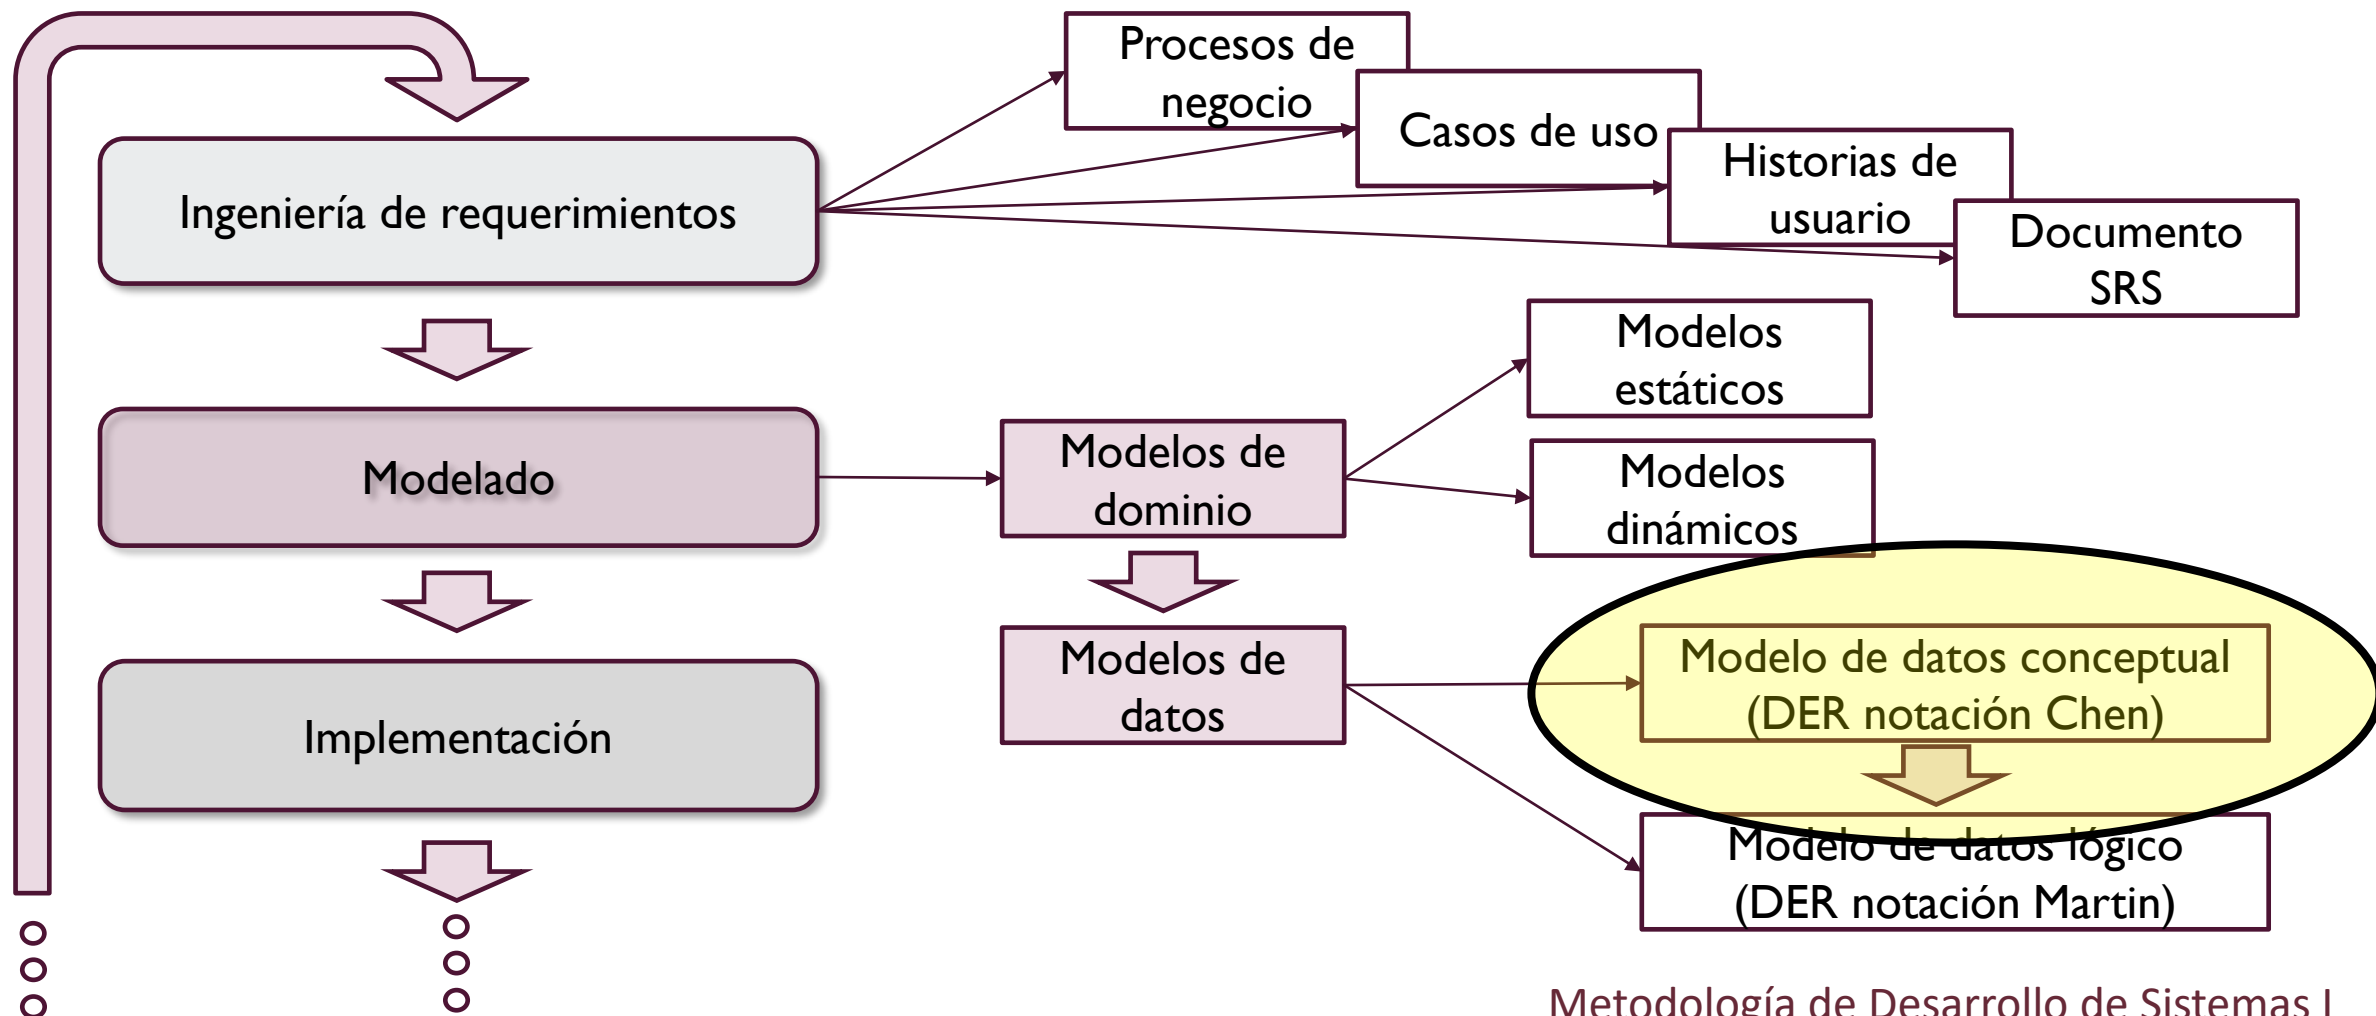 Procesos de
negocio
Casos de uso
Historias de
usuario
Documento
SRS
Ingeniería de requerimientos
Modelos
estáticos
Modelado
Modelos de
dominio
Modelos
dinámicos
Modelos de
datos
Modelo de datos conceptual
(DER notación Chen)
Implementación
Modelo de datos lógico
(DER notación Martin)
Metodología de Desarrollo de Sistemas I